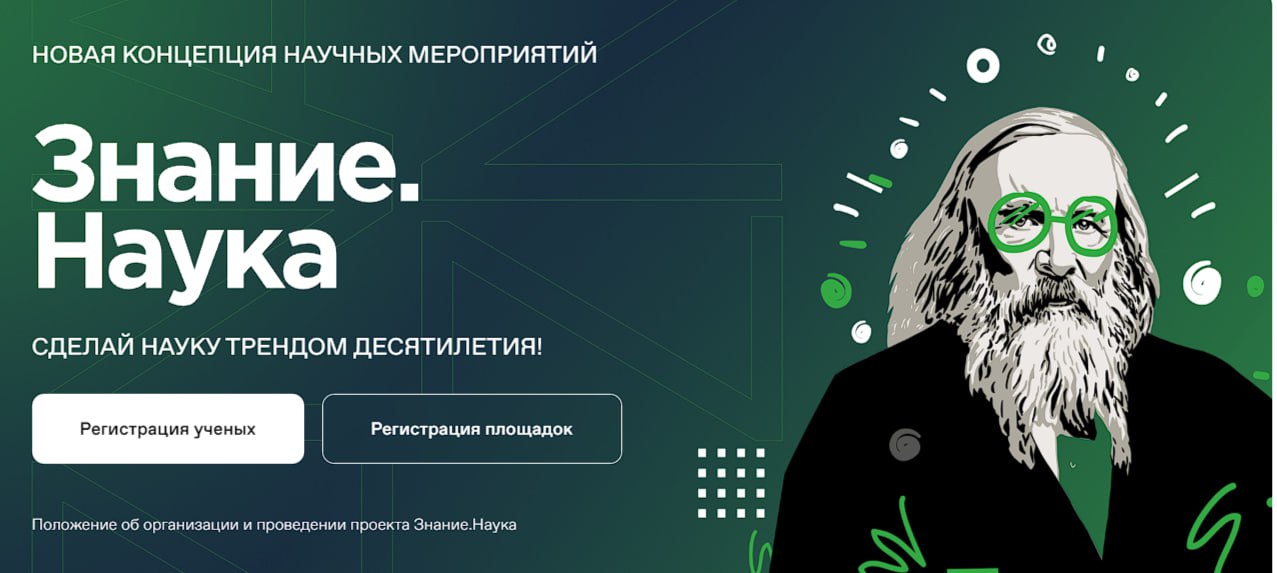 НОВАЯ КОНЦЕПЦИЯ НАУЧНЫХ МЕРОПРИЯТИЙ
Знание.
Наука
СДЕЛАЙ НАУКУ ТРЕНДОМ ДЕСЯТИЛЕТИЯ!
Регистрация ученых
Регистрация площадок
Положение об организации и проведении проекта Знание.Наука